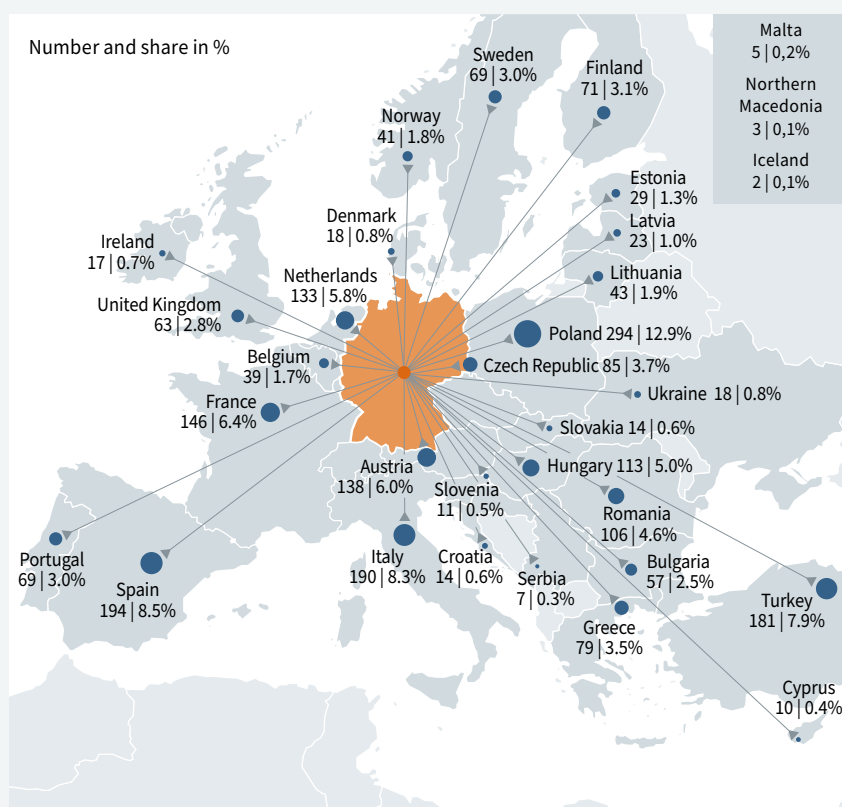 Number and share in %
Malta
5 | 0,2%
Northern
Macedonia
3 | 0,1%
Iceland
2 | 0,1%
Sweden
69 | 3.0%
Finland
71 | 3.1%
Norway
41 | 1.8%
Estonia
29 | 1.3%
Denmark
18 | 0.8%
Latvia
23 | 1.0%
Ireland
17 | 0.7%
Lithuania
43 | 1.9%
Netherlands
133 | 5.8%
United Kingdom
63 | 2.8%
Poland 294 | 12.9%
Belgium
39 | 1.7%
Czech Republic 85 | 3.7%
Ukraine 18 | 0.8%
France
146 | 6.4%
Slovakia 14 | 0.6%
Austria
138 | 6.0%
Hungary 113 | 5.0%
Slovenia
11 | 0.5%
Romania
106 | 4.6%
Portugal
69 | 3.0%
Spain
194 | 8.5%
Italy
190 | 8.3%
Croatia
14 | 0.6%
Serbia
7 | 0.3%
Bulgaria
57 | 2.5%
Turkey
181 | 7.9%
Greece
79 | 3.5%
Cyprus
10 | 0.4%